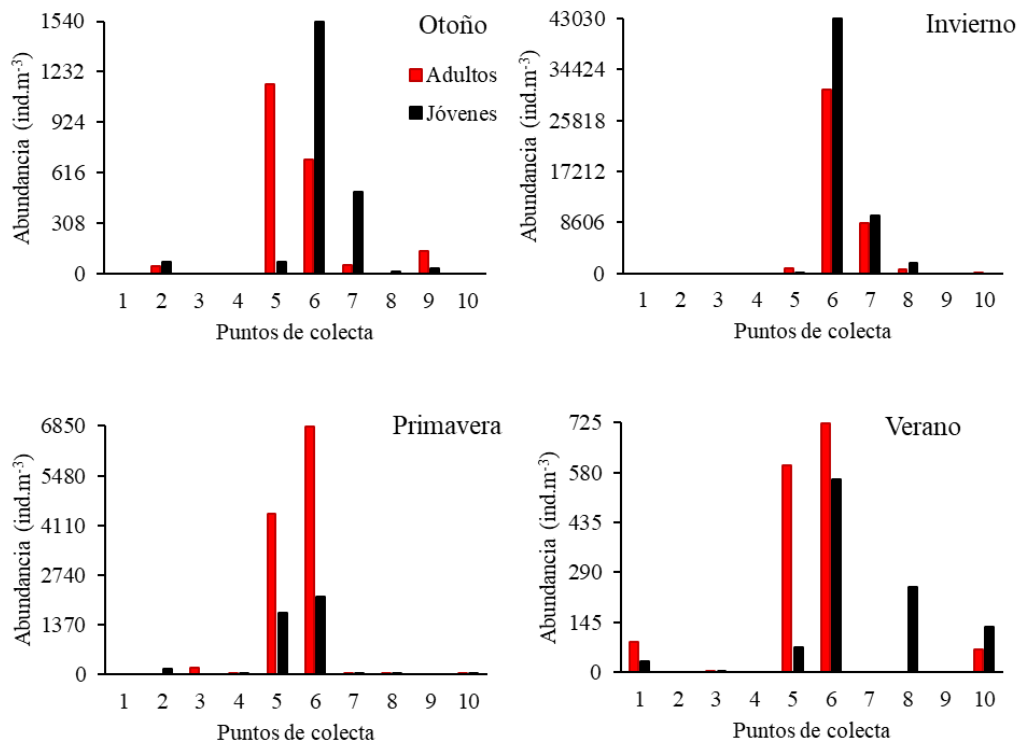 Otoño
Adultos
Jóvenes
Abundancia (ind.m-3)
1540
1232
924
616
308
0
1 2 3 4 5 6 7 8 9 10
Puntos de colecta
Invierno
Abundancia (ind.m-3)
43030
34424
25818
17212
8606
0
1 2 3 4 5 6 7 8 9 10
Puntos de colecta
Primavera
Abundancia (ind.m-3)
6850
5480
4110
2740
1370
0
1 2 3 4 5 6 7 8 9 10
Puntos de colecta
Verano
Abundancia (ind.m-3)
725
580
435
290
145
0
1 2 3 4 5 6 7 8 9 10
Puntos de colecta